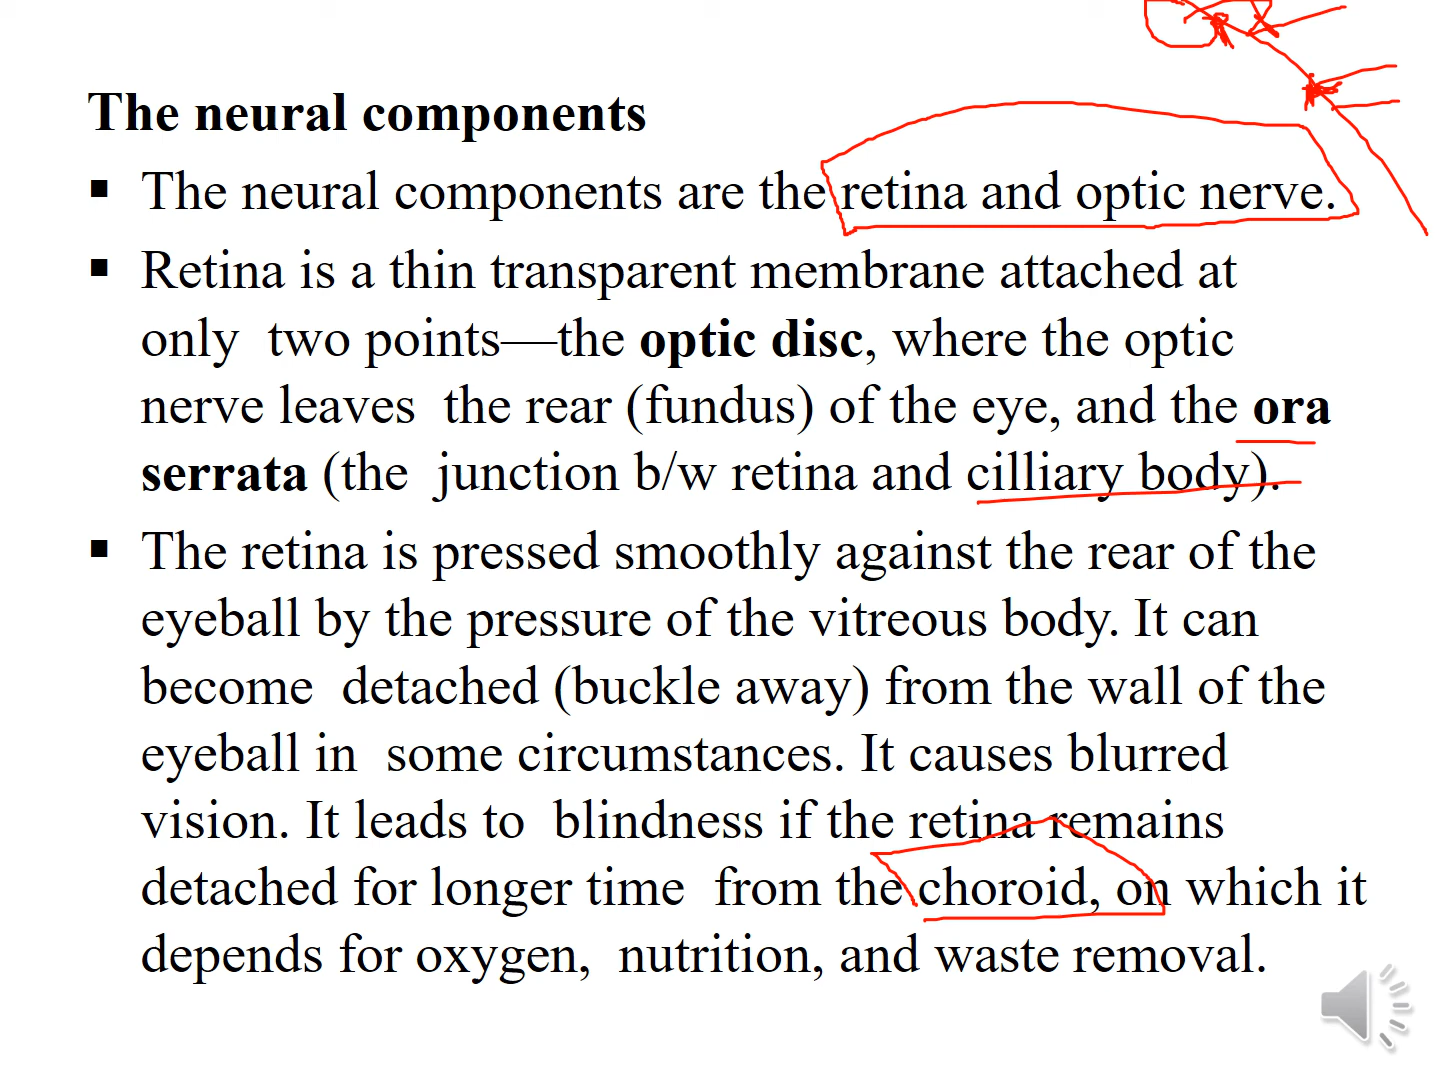 The neural components
▪ The neural components are the retina and optic nerve.
▪ Retina is a thin transparent membrane attached at
only two points—the optic disc, where the optic
nerve leaves the rear (fundus) of the eye, and the ora
serrata (the junction b/w retina and cilliary body).
▪ The retina is pressed smoothly against the rear of the
eyeball by the pressure of the vitreous body. It can
become detached (buckle away) from the wall of the
eyeball in some circumstances. It causes blurred
vision. It leads to blindness if the retina remains
detached for longer time from the choroid, on which it
depends for oxygen, nutrition, and waste removal.